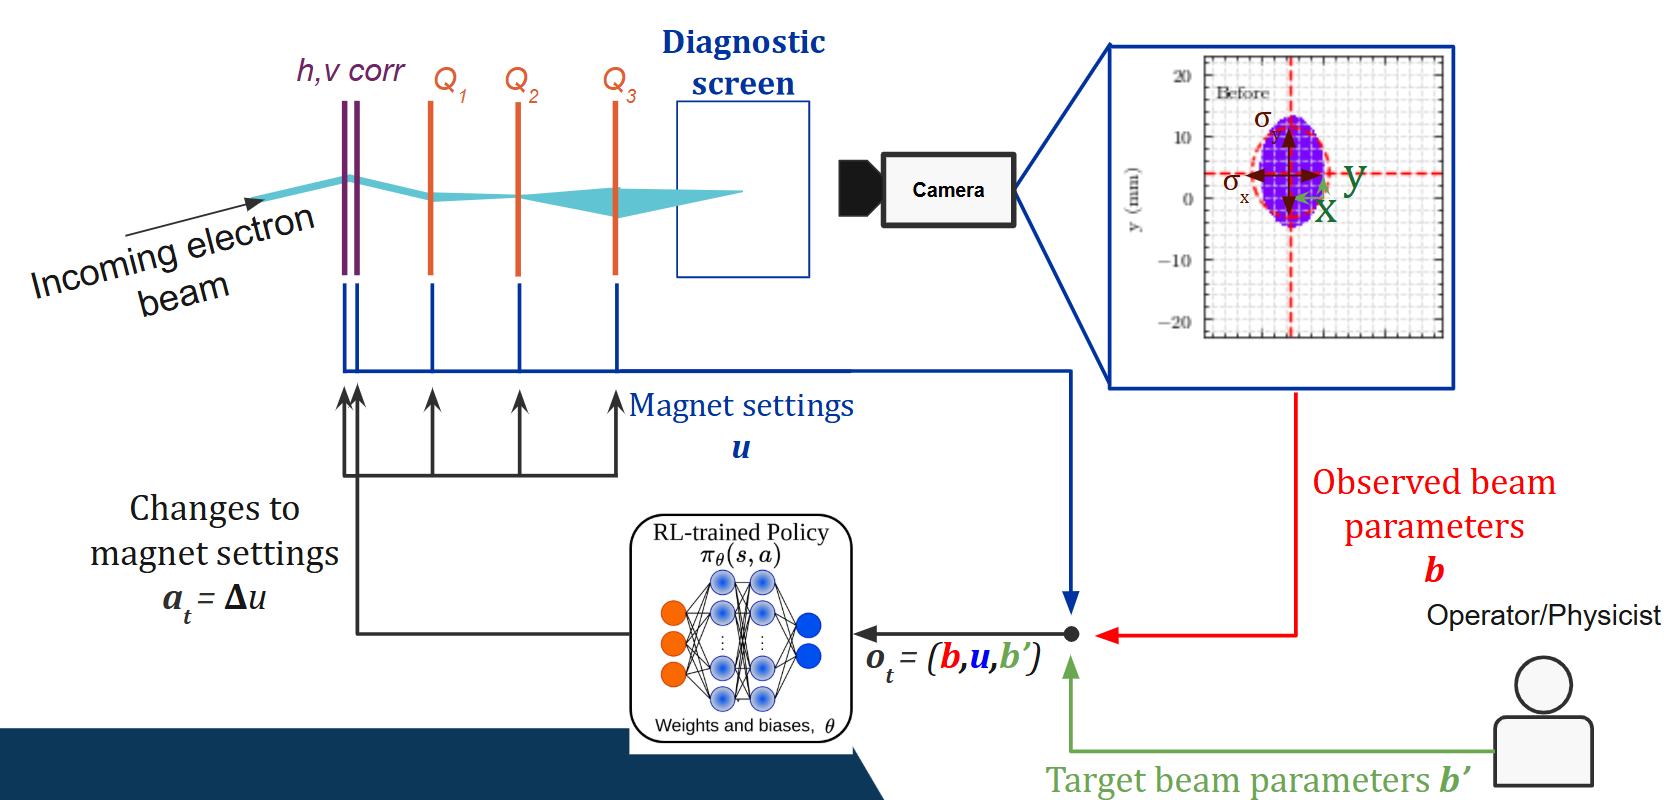 h,v corr
Q1
Q2
Q3
Diagnostic
screen
Incoming electron
beam
Camera
20
10
0
−10
−20
y (mm)
Before
σy
σx
y
x
Magnet settings
u
Changes to
magnet settings
at = Δu
RL-trained Policy
πθ(s, a)
Weights and biases, θ
ot = (b,u,b’)
Observed beam
parameters
b
Operator/Physicist
Target beam parameters b’